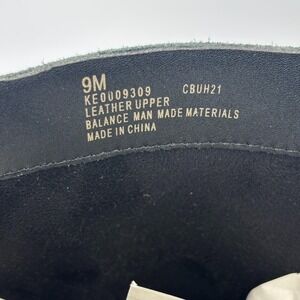 9M
KE0009309 CBUH21
LEATHER UPPER
BALANCE MAN MADE MATERIALS
MADE IN CHINA